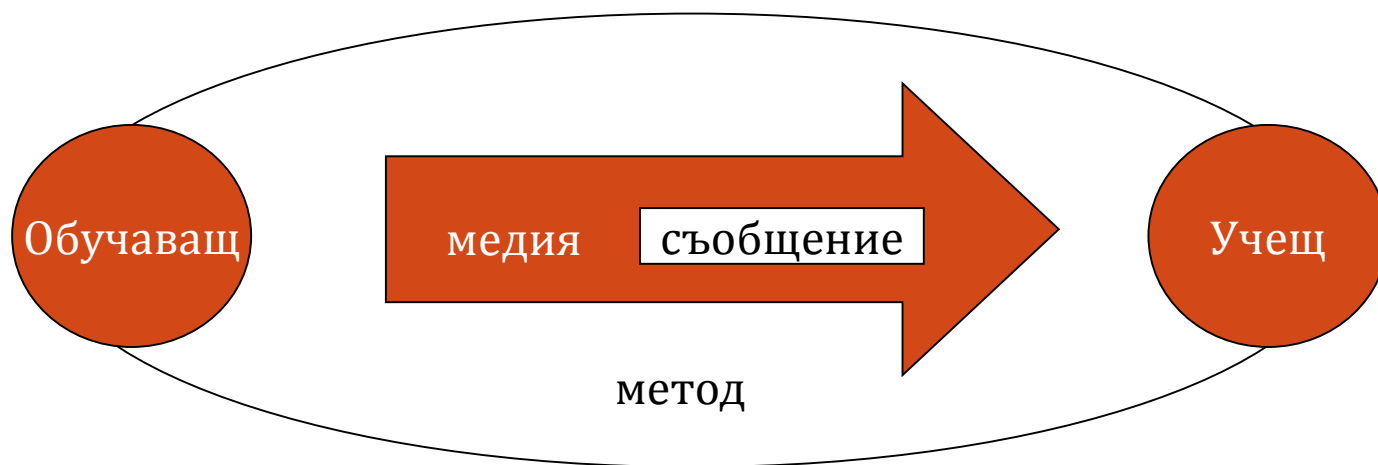 Обучаващ
медия
съобщение
Учещ
метод